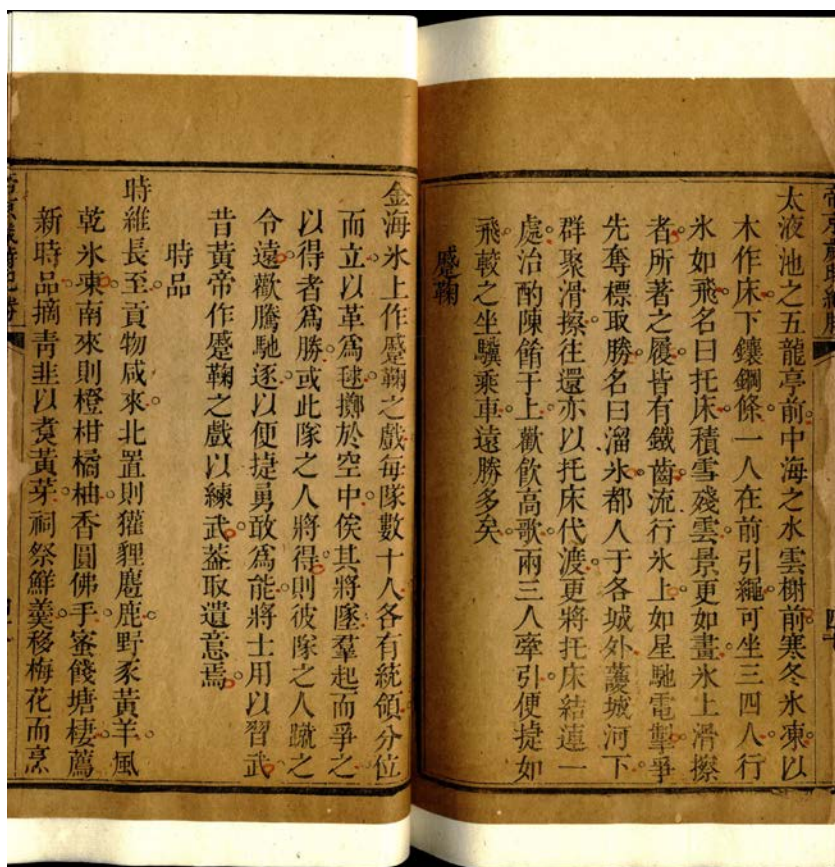 太液池之五龍亭前中海之水雲榭前寒冬氷凍以
木作床下鑲鋼條一人在前引繩可坐三四人行
氷如飛名曰托床積雪殘雲景更如畫氷上滑擦
者所著之履皆有鐵齒流行氷上如星馳電掣爭
先奪標取勝名曰溜氷都人于各城外護城河下
群聚滑擦往還亦以托床代渡更將托床結連一
處治酌陳餚于上歡飲高歌兩三人牽引便捷如
飛較之坐驥乘車遠勝多矣
蹙鞠
金海氷上作蹙鞠之戲每隊數十人各有統領分位
而立以革爲毬擲於空中俟其將墜羣起而爭之
以得者爲勝或此隊之人將得則彼隊之人蹴之
令遠歡騰馳逐以便捷勇敢爲能將士用以習武
昔黃帝作蹙鞠之戲以練武葢取遺意焉
時品
時維長至貢物咸來北置則獾貍麅鹿野豕黃羊風
乾氷凍南來則橙柑橘柚香圓佛手蜜餞塘棲薦
新時品摘青韭以煑黃芽祠祭鮮羹移梅花而烹